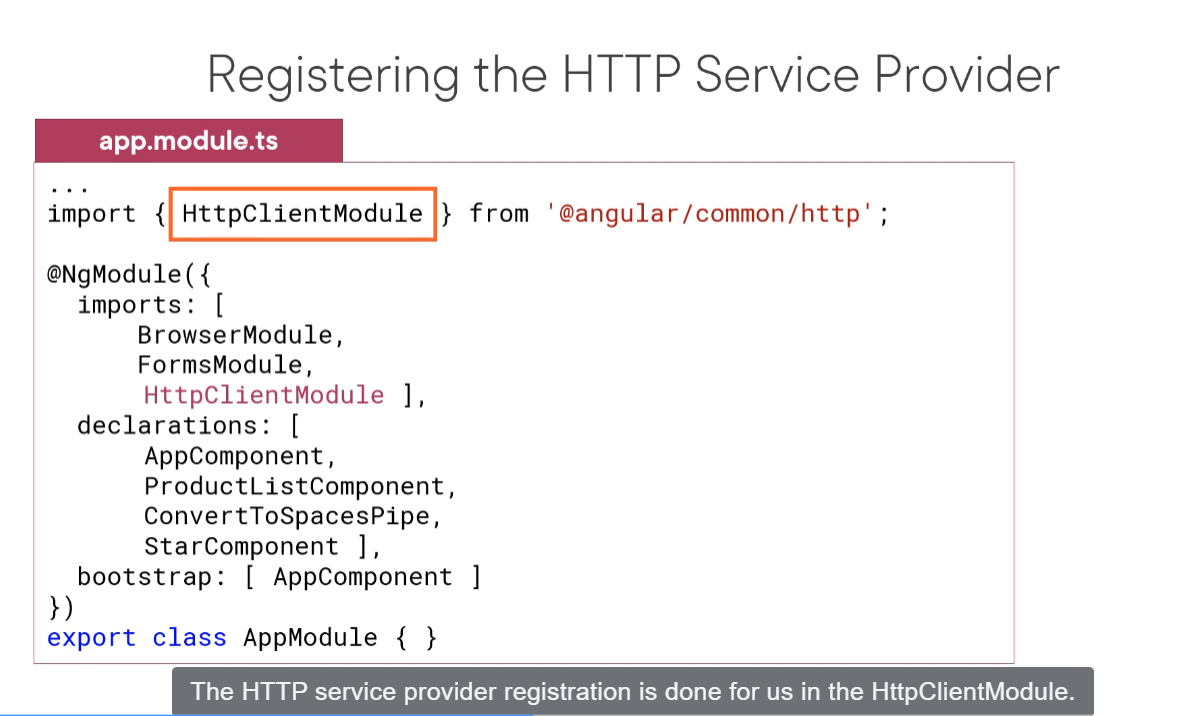 Registering the HTTP Service Provider
app.module.ts
...
import { HttpClientModule } from '@angular/common/http';
@NgModule({
imports: [
BrowserModule,
FormsModule,
HttpClientModule ],
declarations: [
AppComponent,
ProductListComponent,
ConvertToSpacesPipe,
StarComponent ],
bootstrap: [ AppComponent ]
})
export class AppModule { }
The HTTP service provider registration is done for us in the HttpClientModule.